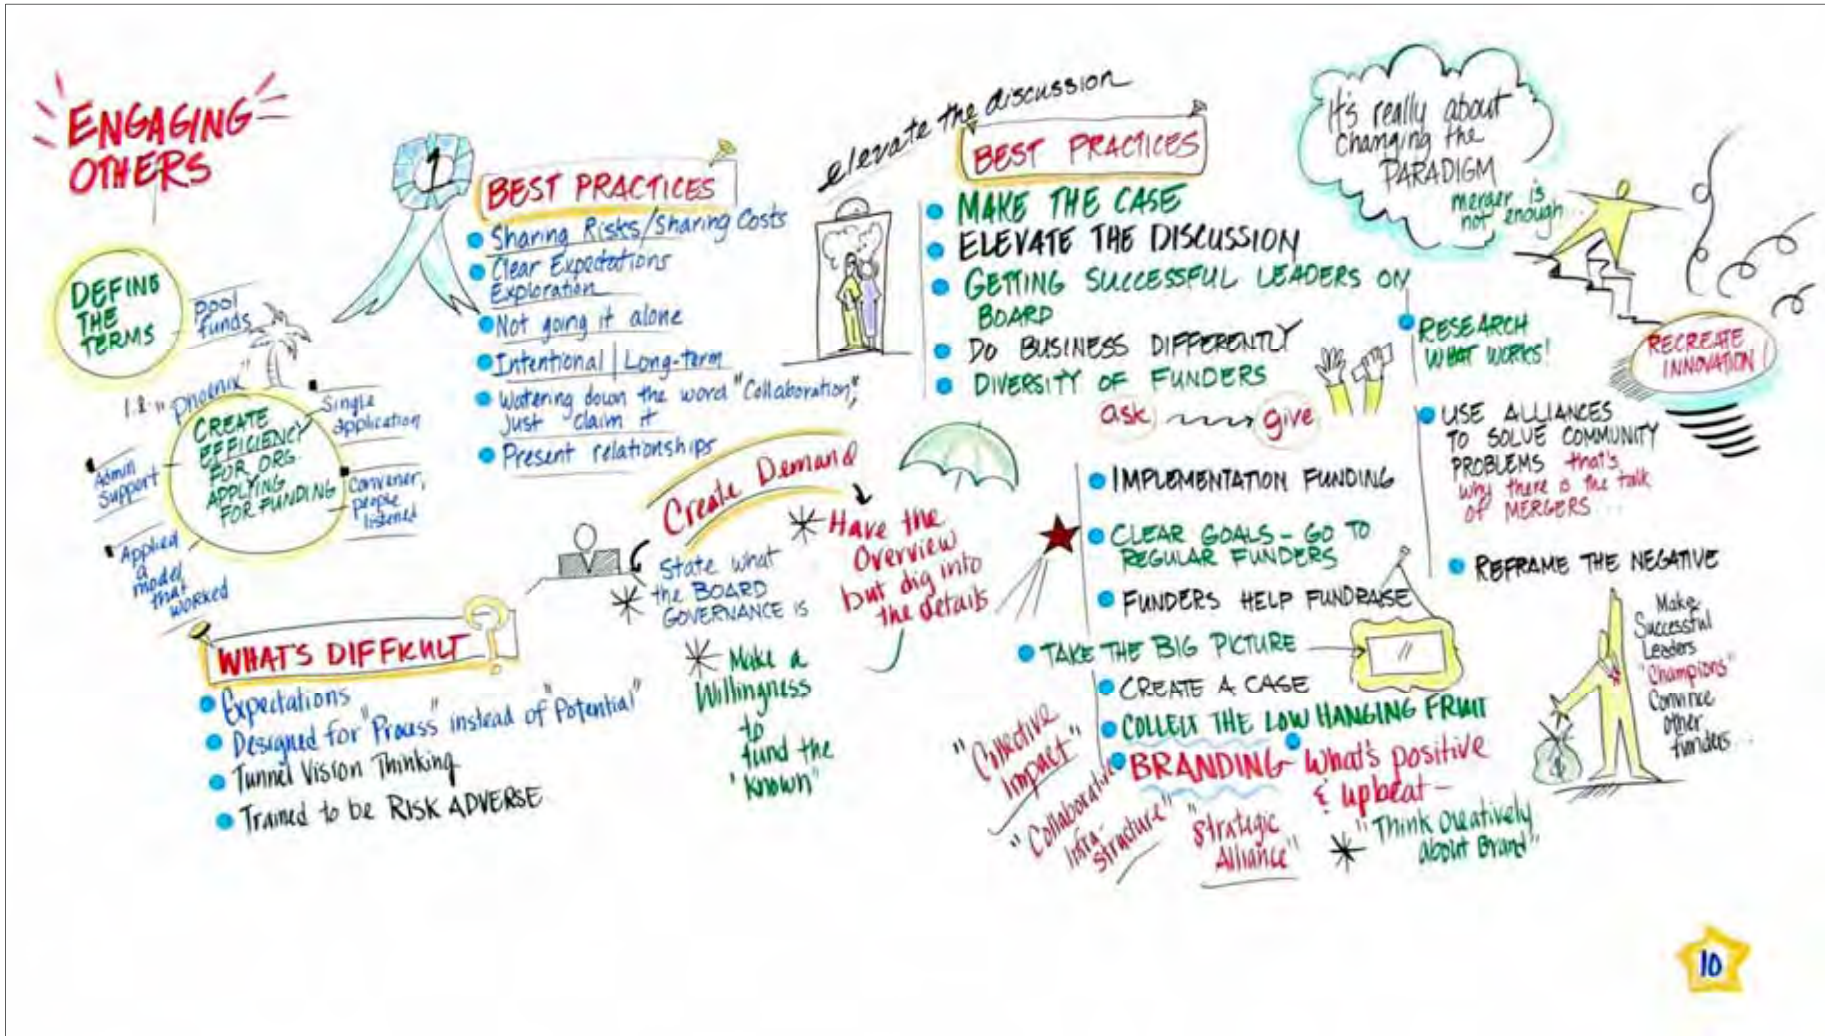 ENGAGING
OTHERS
DEFINE
THE
TERMS
pool
funds
"phoenix"
CREATE
EFFICIENCY
FOR ORG.
APPLYING
FOR FUNDING
Single
application
Convener,
people
listened
Admin
Support
Applied
a
model
that
worked
1
BEST PRACTICES
Sharing Risks/Sharing Costs
Clear Expectations
Exploration
Not going it alone
Intentional | Long-term
Watering down the word "Collaboration",
Just claim it
Present relationships
WHAT'S DIFFICULT
Expectations
Designed for "Process" instead of "Potential"
Tunnel Vision Thinking
Trained to be RISK ADVERSE
Create Demand
State what
the BOARD
GOVERNANCE IS
Have the
Overview
but dig into
the details
Make a
Willingness
to
fund the
"Known"
elevate the discussion
BEST PRACTICES
MAKE THE CASE
ELEVATE THE DISCUSSION
GETTING SUCCESSFUL LEADERS ON
BOARD
DO BUSINESS DIFFERENTLY
DIVERSITY OF FUNDERS
ask
give
IMPLEMENTATION FUNDING
CLEAR GOALS - GO TO
REGULAR FUNDERS
FUNDERS HELP FUNDRAISE
TAKE THE BIG PICTURE
CREATE A CASE
COLLECT THE LOW HANGING FRUIT
BRANDING - What's positive
& upbeat -
"Think creatively
about Brand"
"Collective
Impact"
"Collaborative
Infra-
structure"
"Strategic
Alliance"
It's really about
changing the
PARADIGM
merger is
not enough...
RECREATE
INNOVATION!
RESEARCH
WHAT WORKS!
USE ALLIANCES
TO SOLVE COMMUNITY
PROBLEMS that's
why there is the talk
of MERGERS...
REFRAME THE NEGATIVE
Make
Successful
Leaders
"Champions"
Convince
other
funders...
$
10